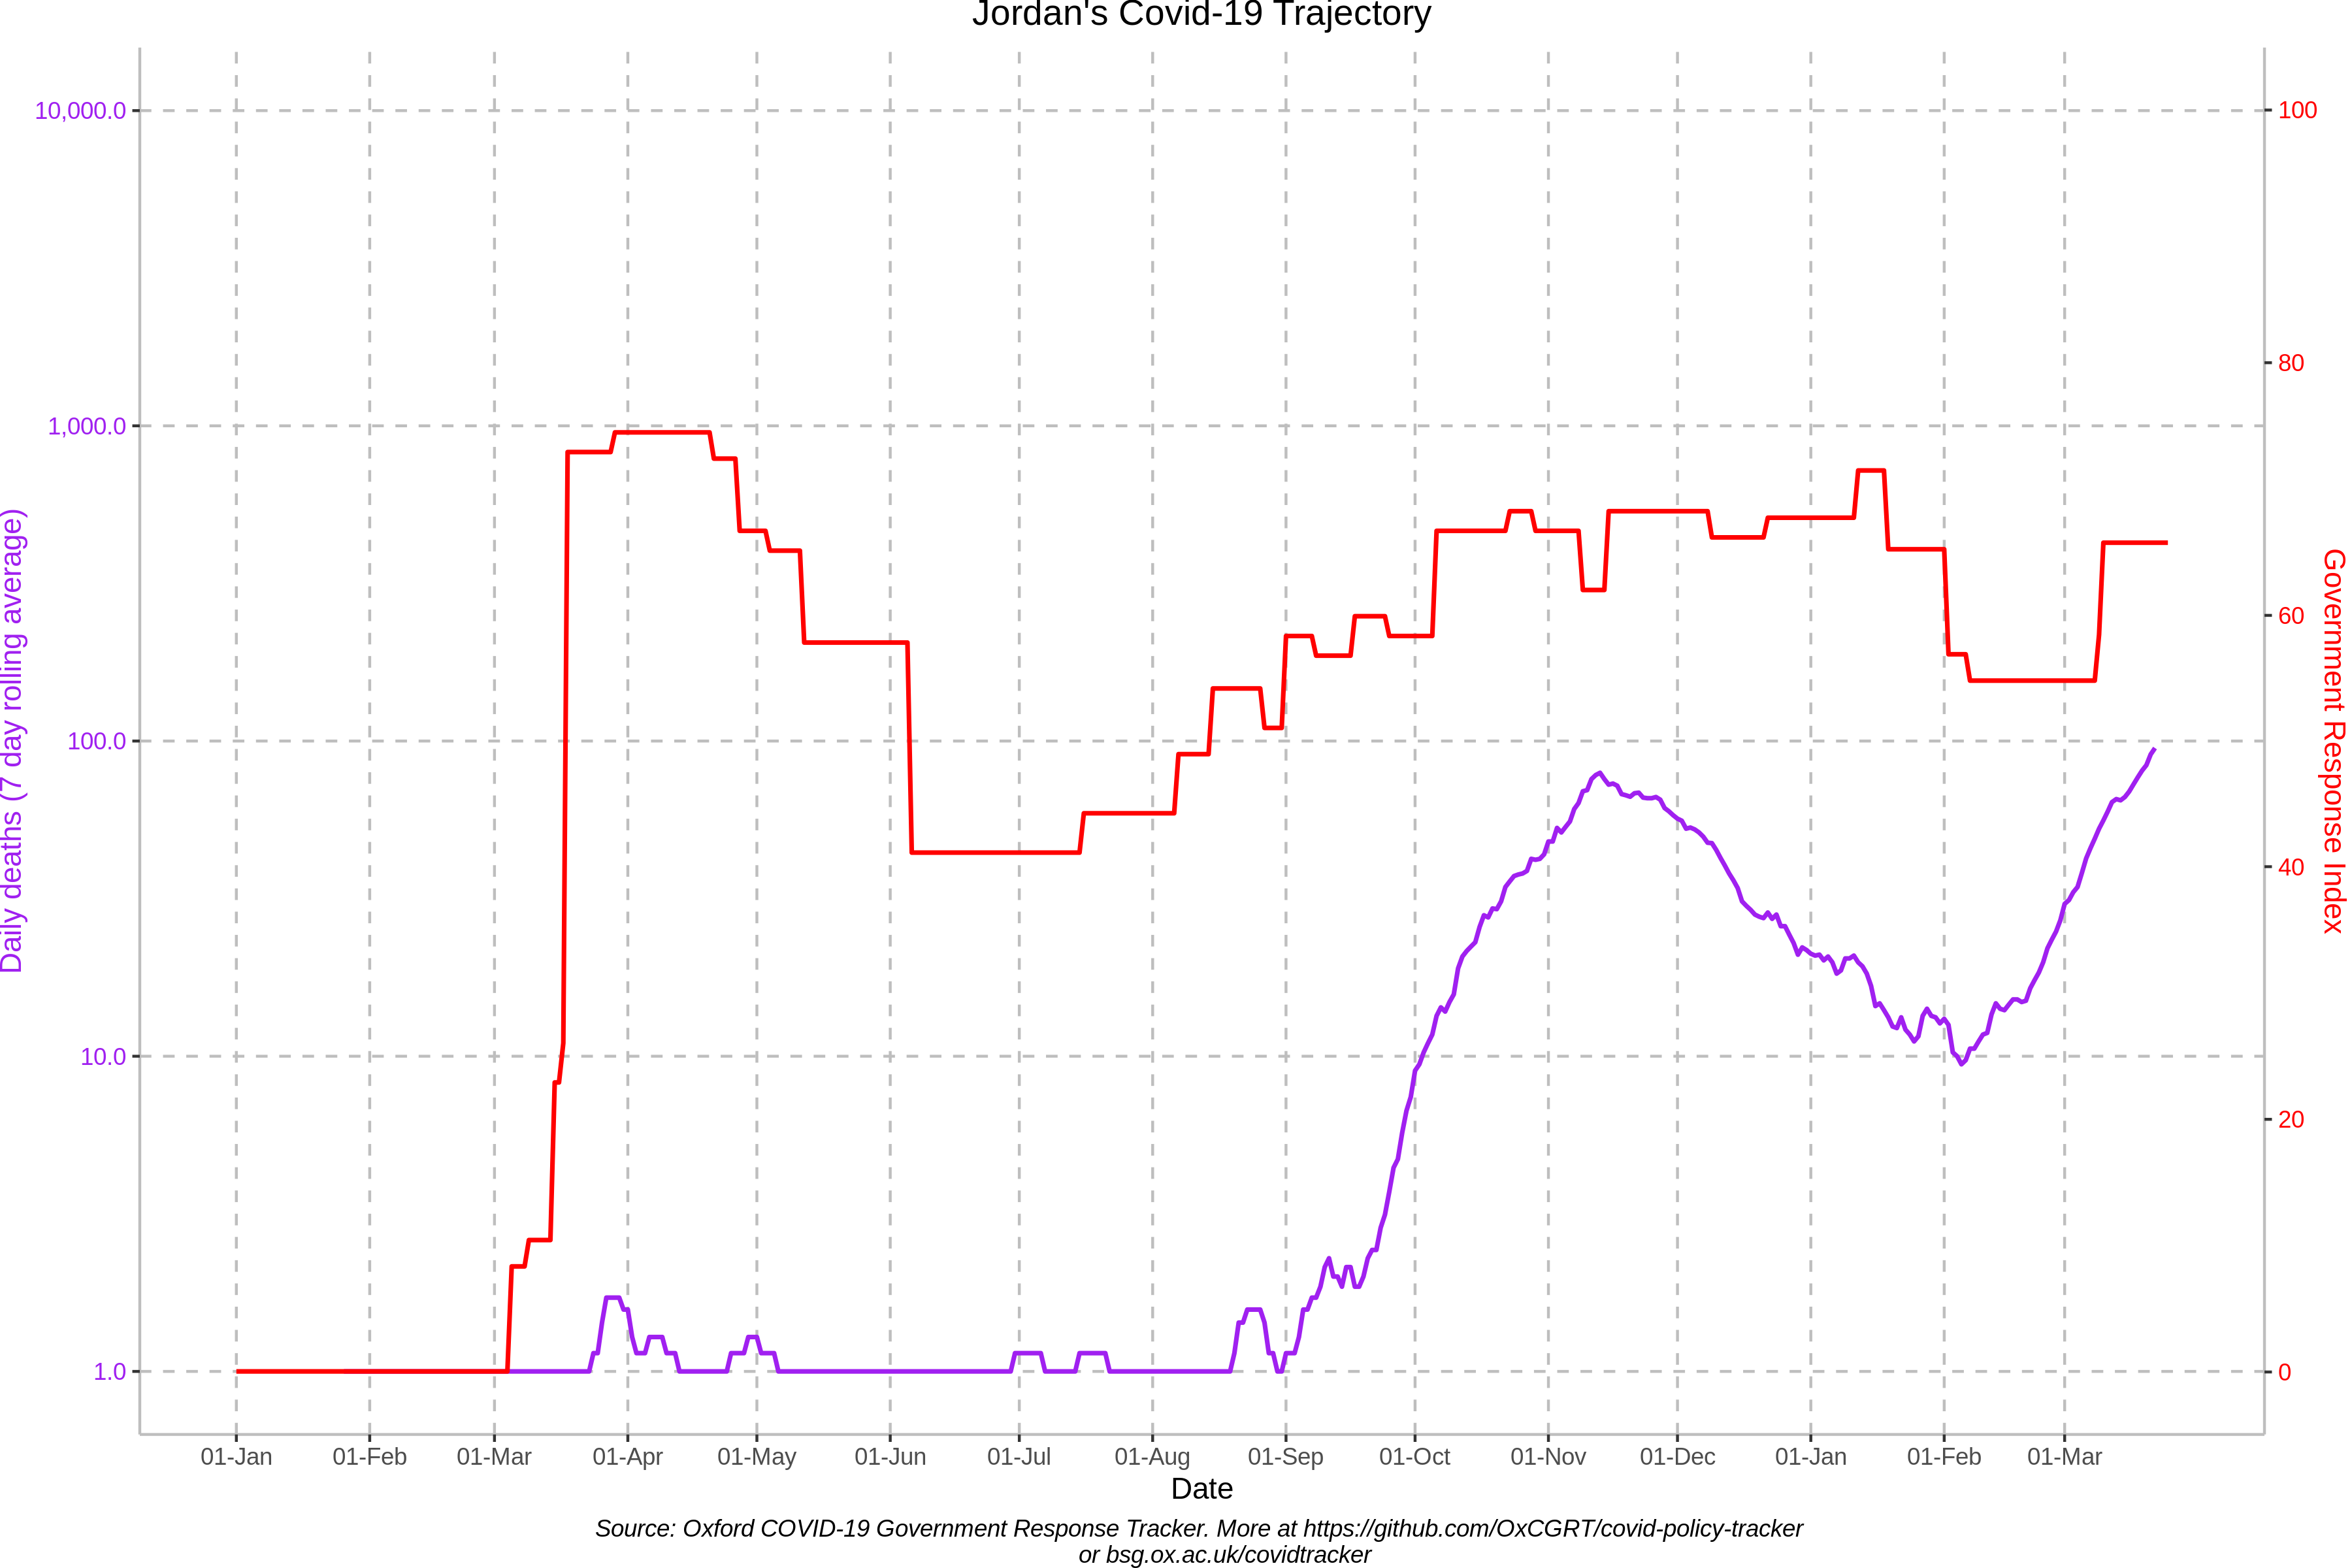 Jordan's Covid-19 Trajectory
10,000.0
1,000.0
100.0
10.0
1.0
Daily deaths (7 day rolling average)
100
80
60
40
20
0
Government Response Index
01-Jan 01-Feb 01-Mar 01-Apr 01-May 01-Jun 01-Jul 01-Aug 01-Sep 01-Oct 01-Nov 01-Dec 01-Jan 01-Feb 01-Mar
Date
Source: Oxford COVID-19 Government Response Tracker. More at https://github.com/OxCGRT/covid-policy-tracker
or bsg.ox.ac.uk/covidtracker